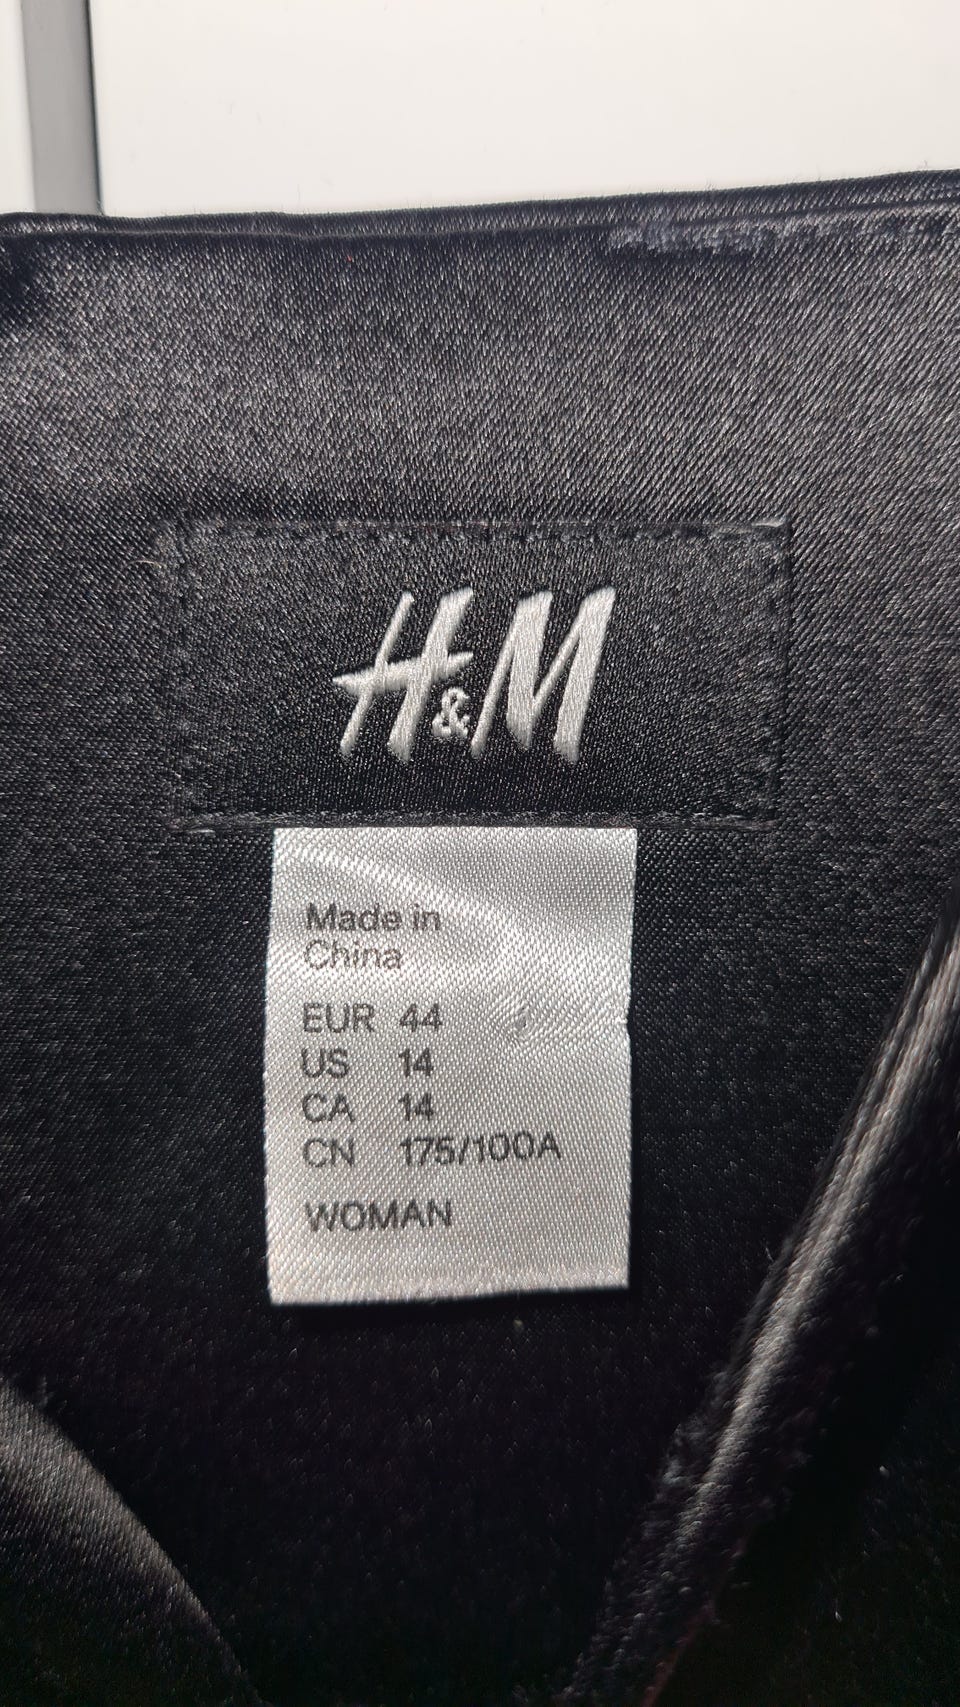 H&M
Made in
China
EUR 44
US 14
CA 14
CN 175/100A
WOMAN